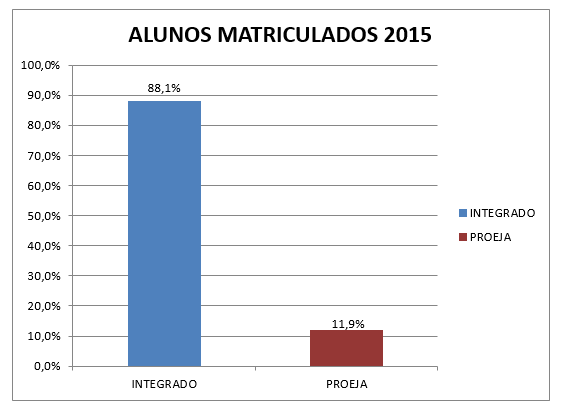 ALUNOS MATRICULADOS 2015
100,0%
90,0%
80,0%
70,0%
60,0%
50,0%
40,0%
30,0%
20,0%
10,0%
0,0%
88,1%
11,9%
INTEGRADO
PROEJA
INTEGRADO
PROEJA